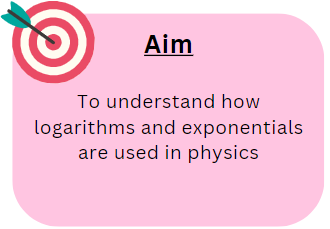 Aim
To understand how
logarithms and exponentials
are used in physics